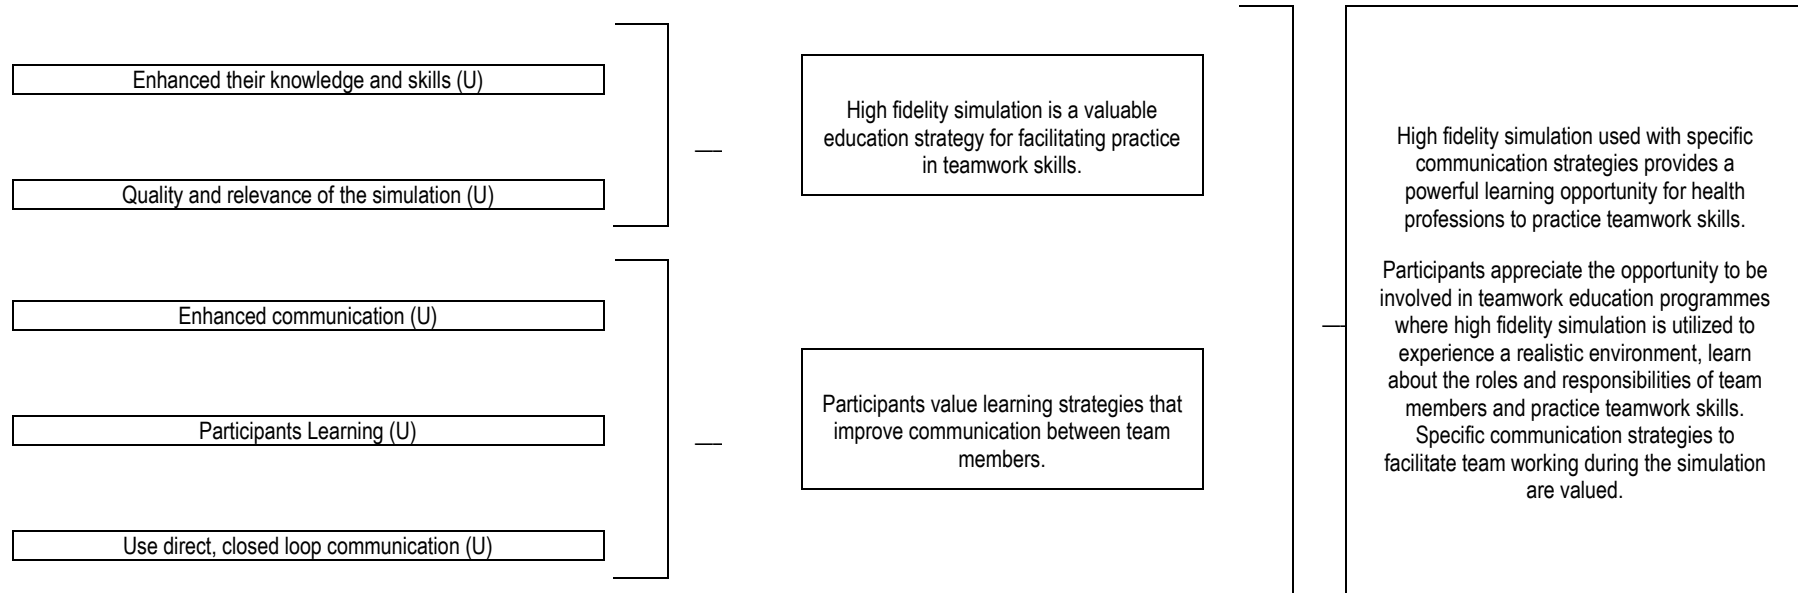 Enhanced their knowledge and skills (U)
Quality and relevance of the simulation (U)
Enhanced communication (U)
Participants Learning (U)
Use direct, closed loop communication (U)
High fidelity simulation is a valuable
education strategy for facilitating practice
in teamwork skills.
Participants value learning strategies that
improve communication between team
members.
High fidelity simulation used with specific
communication strategies provides a
powerful learning opportunity for health
professions to practice teamwork skills.
Participants appreciate the opportunity to be
involved in teamwork education programmes
where high fidelity simulation is utilized to
experience a realistic environment, learn
about the roles and responsibilities of team
members and practice teamwork skills.
Specific communication strategies to
facilitate team working during the simulation
are valued.